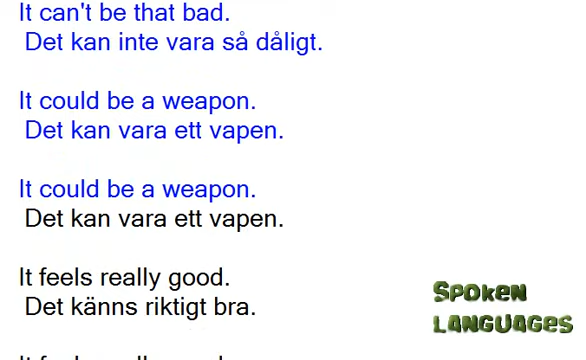 It can't be that bad.
Det kan inte vara så dåligt.
It could be a weapon.
Det kan vara ett vapen.
It could be a weapon.
Det kan vara ett vapen.
It feels really good.
Det känns riktigt bra.
Spoken
Languages